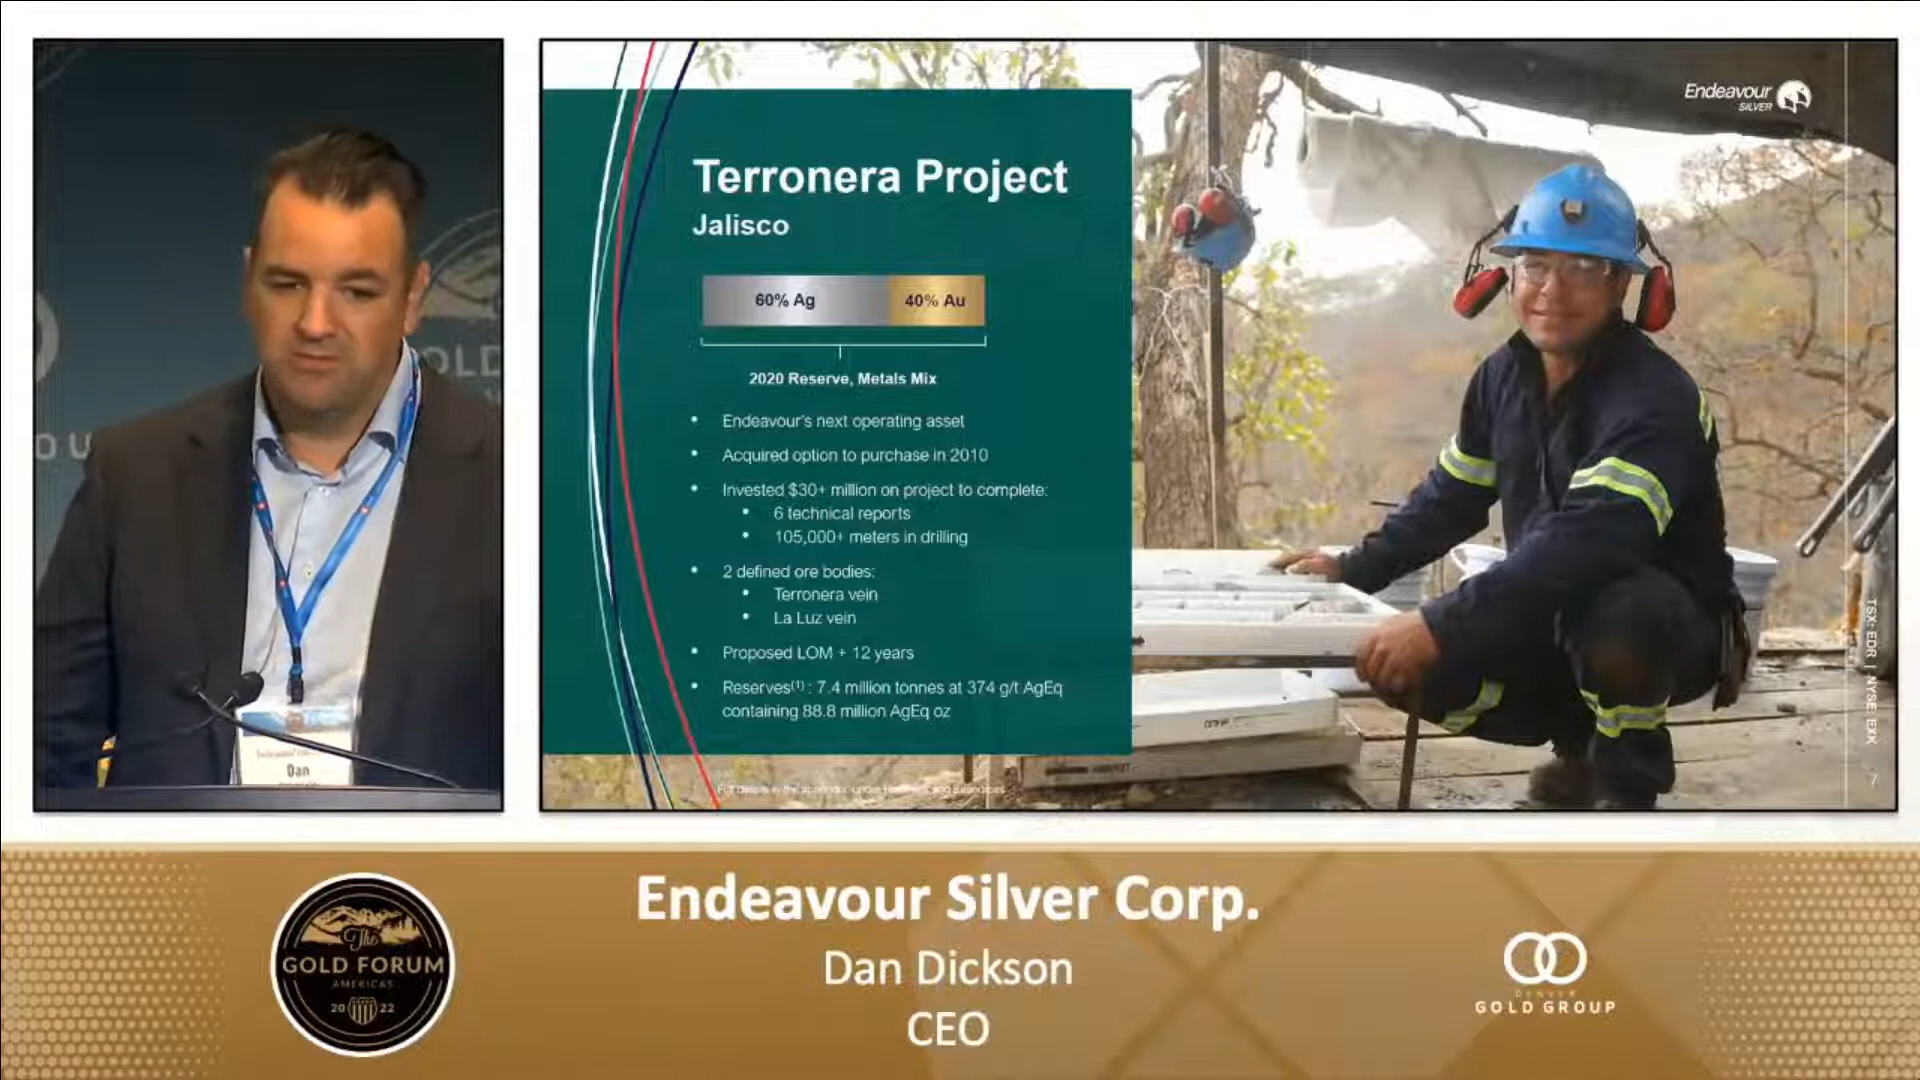 Endeavour
SILVER
Terronera Project
Jalisco
60% Ag
40% Au
2020 Reserve, Metals Mix
• Endeavour's next operating asset
• Acquired option to purchase in 2010
• Invested $30+ million on project to complete:
• 6 technical reports
• 105,000+ meters in drilling
• 2 defined ore bodies:
• Terronera vein
• La Luz vein
• Proposed LOM + 12 years
• Reserves(1) : 7.4 million tonnes at 374 g/t AgEq
containing 88.8 million AgEq oz
TSX: EDR | NYSE: EXK
7
OLD
OU
Dan
Endeavour Silver Corp.
Dan Dickson
CEO
The
GOLD FORUM
AMERICAS
20 22
DENVER
GOLD GROUP